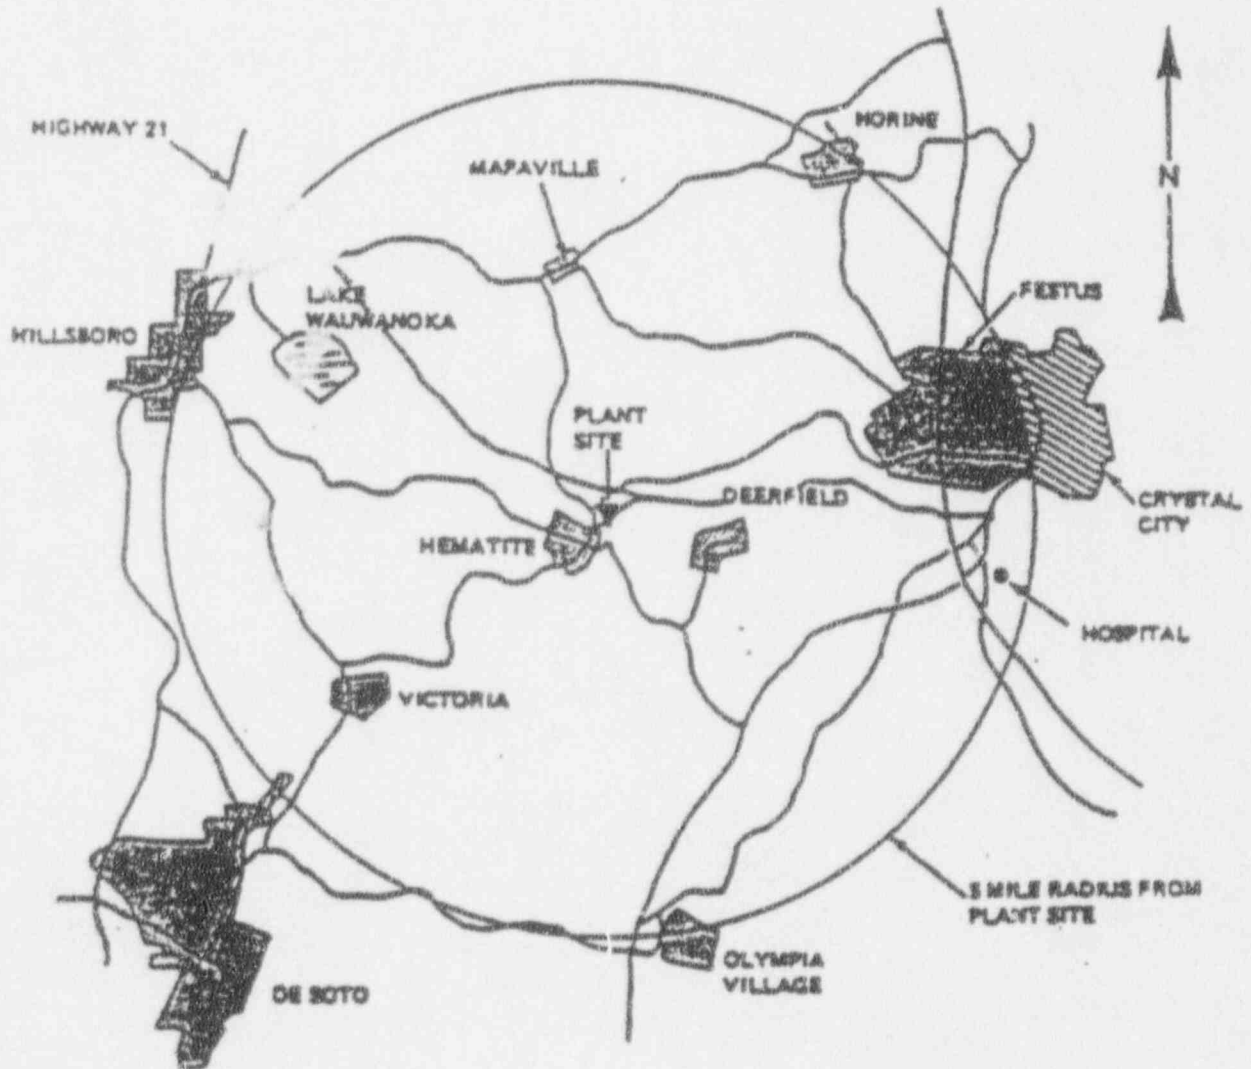 HIGHWAY 21
HORINE
MAPAVILLE
N
LAKE
WAUWANOKA
FESTUS
HILLSBORO
PLANT
SITE
DEERFIELD
CRYSTAL
CITY
HEMATITE
HOSPITAL
VICTORIA
5 MILE RADIUS FROM
PLANT SITE
OLYMPIA
VILLAGE
DE SOTO